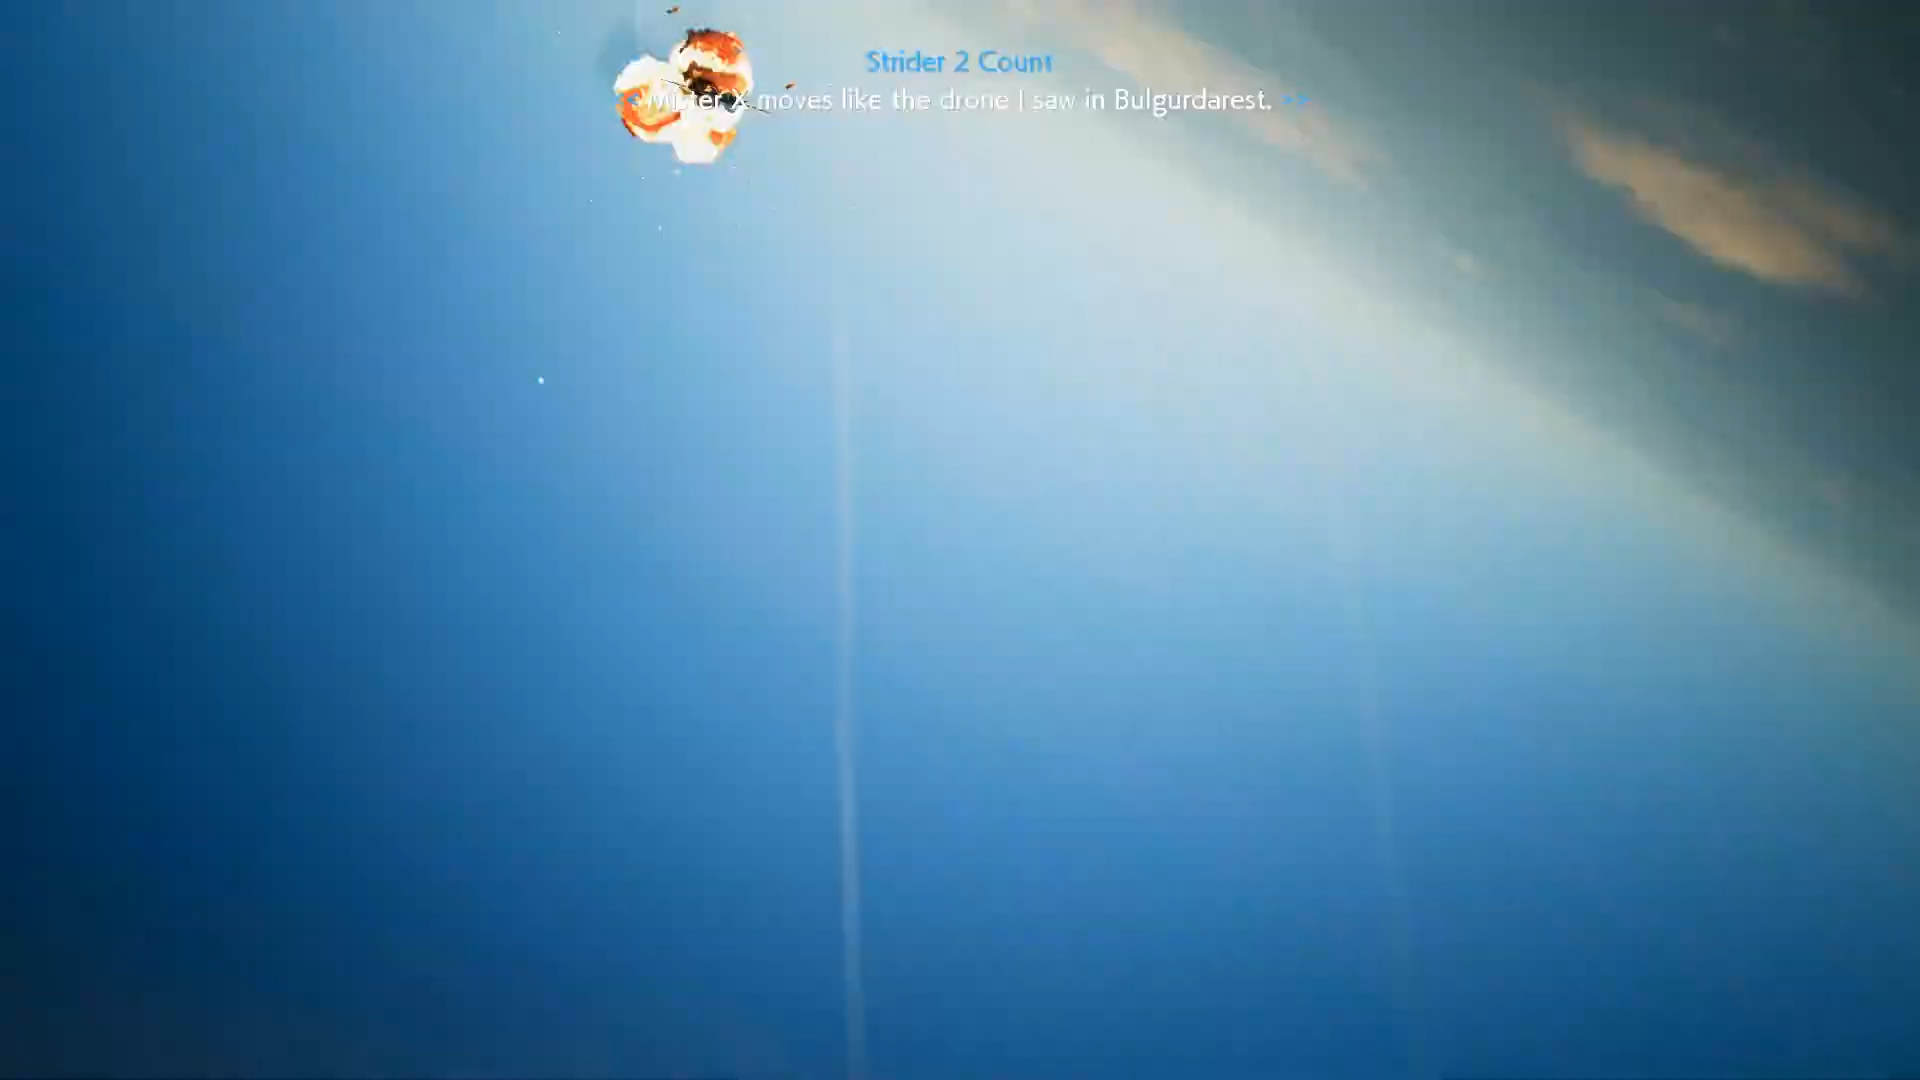 Strider 2 Count
<< Mister X moves like the drone I saw in Bulgurdarest. >>